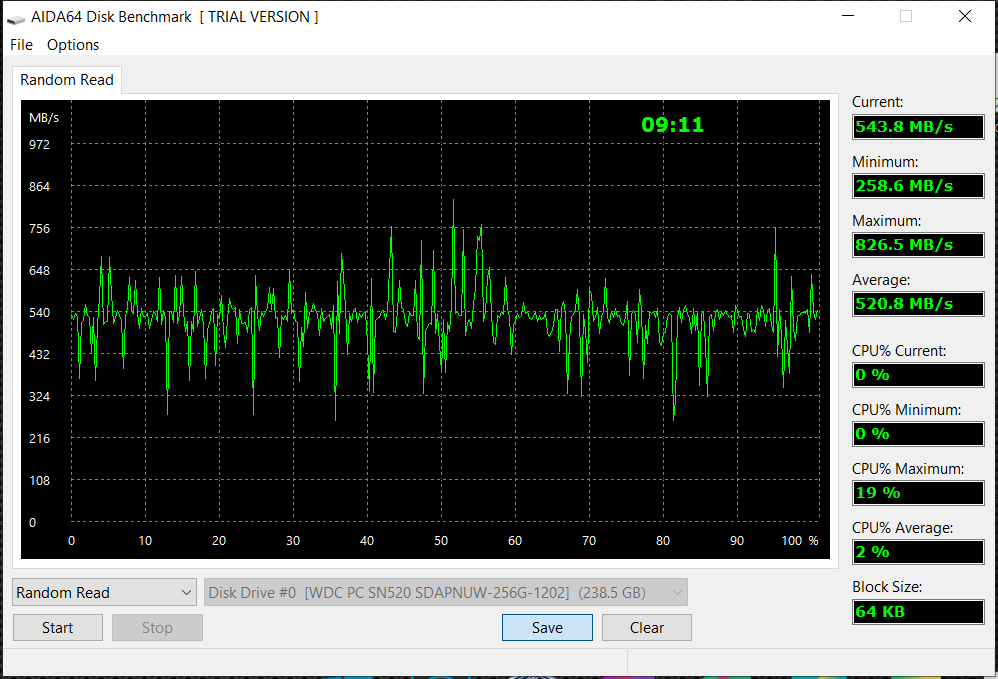 AIDA64 Disk Benchmark [ TRIAL VERSION ]
File Options
Random Read
MB/s
09:11
972
864
756
648
540
432
324
216
108
0
0 10 20 30 40 50 60 70 80 90 100 %
Current:
543.8 MB/s
Minimum:
258.6 MB/s
Maximum:
826.5 MB/s
Average:
520.8 MB/s
CPU% Current:
0 %
CPU% Minimum:
0 %
CPU% Maximum:
19 %
CPU% Average:
2 %
Block Size:
64 KB
Random Read
Disk Drive #0 [WDC PC SN520 SDAPNUW-256G-1202] (238.5 GB)
Start Stop Save Clear